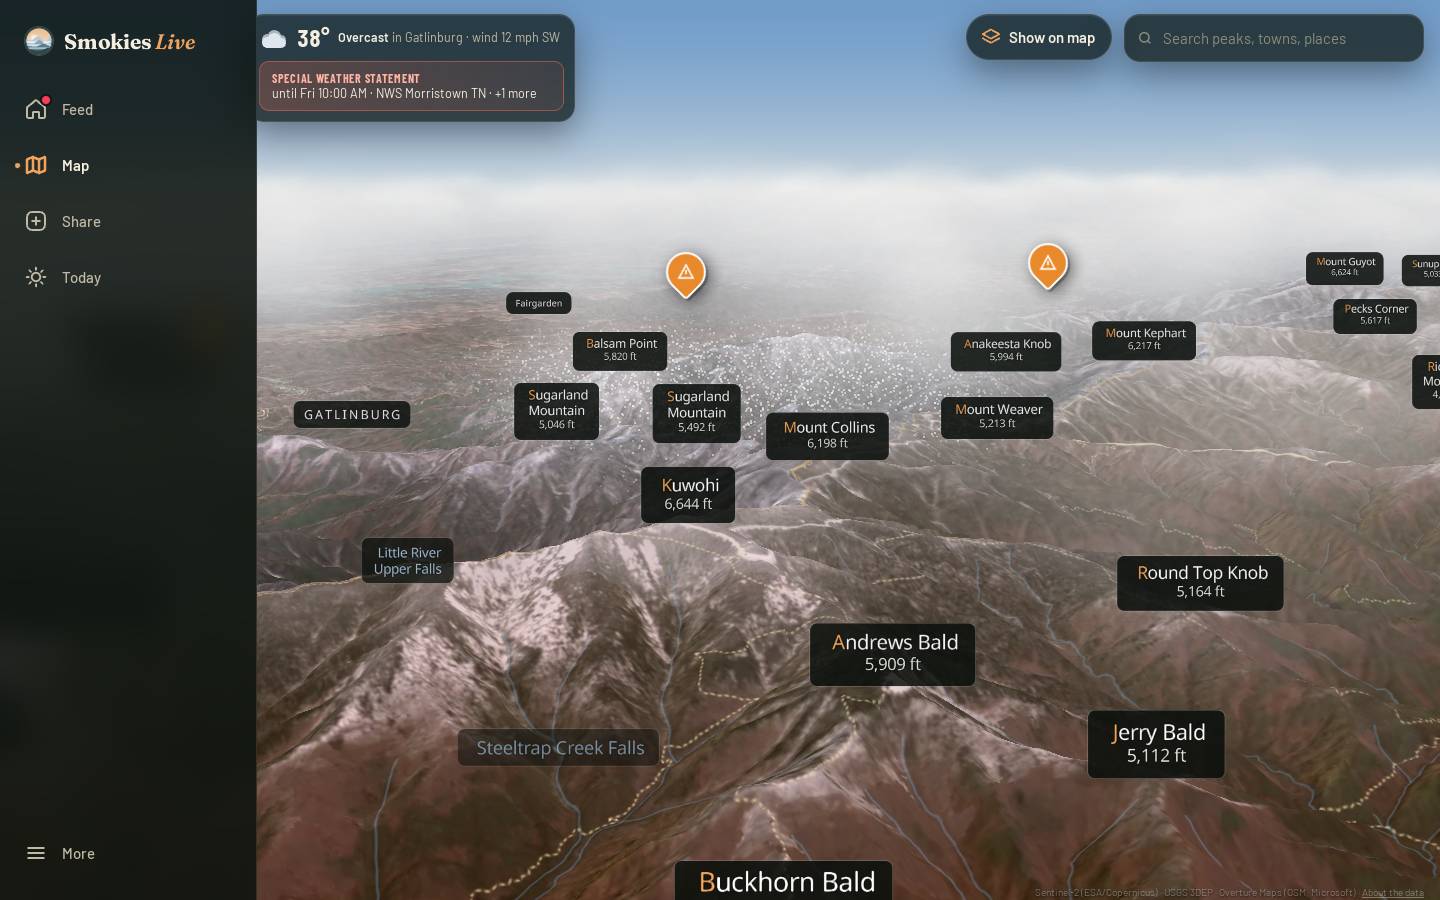 Smokies Live
Feed
Map
Share
Today
More
38° Overcast in Gatlinburg · wind 12 mph SW
SPECIAL WEATHER STATEMENT
until Fri 10:00 AM · NWS Morristown TN · +1 more
Show on map
Search peaks, towns, places
Mount Guyot
6,624 ft
Pecks Corner
5,617 ft
Fairgarden
Balsam Point
5,820 ft
Anakeesta Knob
5,994 ft
Mount Kephart
6,217 ft
GATLINBURG
Sugarland
Mountain
5,046 ft
Sugarland
Mountain
5,492 ft
Mount Collins
6,198 ft
Mount Weaver
5,213 ft
Kuwohi
6,644 ft
Little River
Upper Falls
Round Top Knob
5,164 ft
Andrews Bald
5,909 ft
Steeltrap Creek Falls
Jerry Bald
5,112 ft
Buckhorn Bald
Sentinel-2 (ESA/Copernicus) · USGS 3DEP · Overture Maps (OSM, Microsoft) · About the data